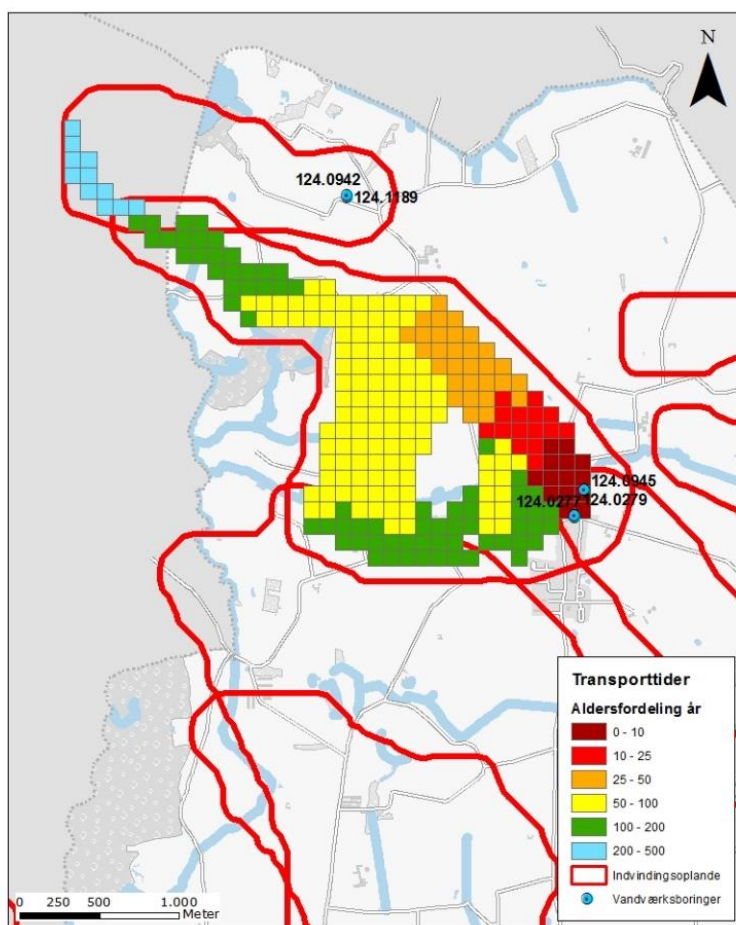 N
124.0942
124.1189
124.0945
124.0277 124.0279
Transporttider
Aldersfordeling år
0 - 10
10 - 25
25 - 50
50 - 100
100 - 200
200 - 500
Indvindingsoplande
Vandværksboringer
0 250 500 1.000
Meter